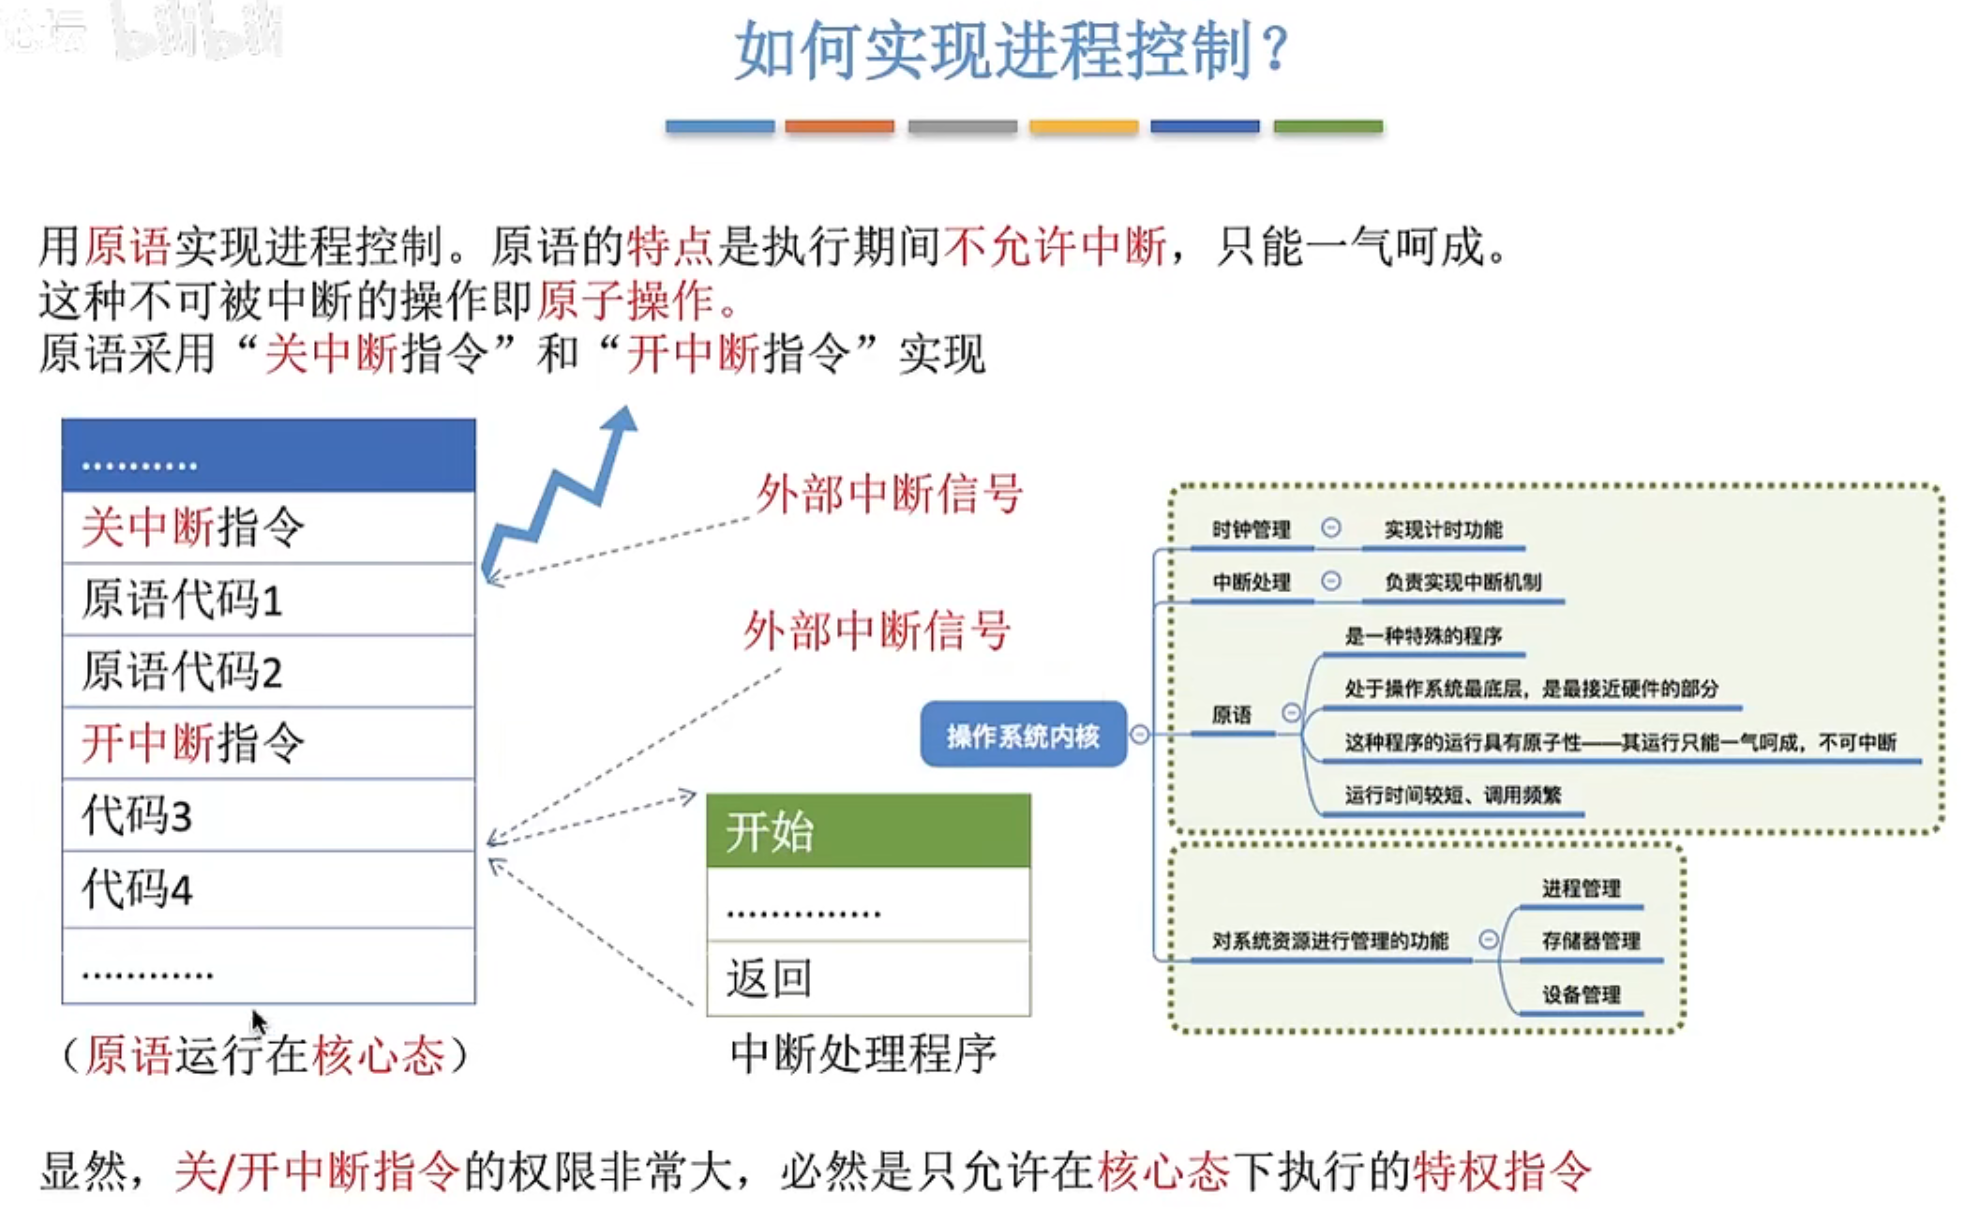 论坛 bilibili
如何实现进程控制？
用原语实现进程控制。原语的特点是执行期间不允许中断，只能一气呵成。
这种不可被中断的操作即原子操作。
原语采用“关中断指令”和“开中断指令”实现
..........
关中断指令
原语代码1
原语代码2
开中断指令
代码3
代码4
............
（原语运行在核心态）
外部中断信号
外部中断信号
开始
..............
返回
中断处理程序
操作系统内核
时钟管理
实现计时功能
中断处理
负责实现中断机制
原语
是一种特殊的程序
处于操作系统最底层，是最接近硬件的部分
这种程序的运行具有原子性——其运行只能一气呵成，不可中断
运行时间较短、调用频繁
对系统资源进行管理的功能
进程管理
存储器管理
设备管理
显然，关/开中断指令的权限非常大，必然是只允许在核心态下执行的特权指令